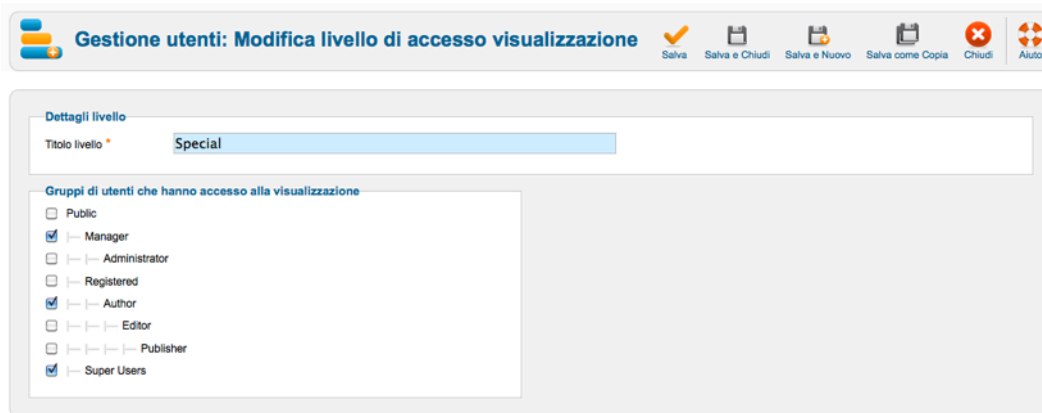 Gestione utenti: Modifica livello di accesso visualizzazione
Salva
Salva e Chiudi
Salva e Nuovo
Salva come Copia
Chiudi
Aiuto
Dettagli livello
Titolo livello *
Special
Gruppi di utenti che hanno accesso alla visualizzazione
Public
Manager
Administrator
Registered
Author
Editor
Publisher
Super Users